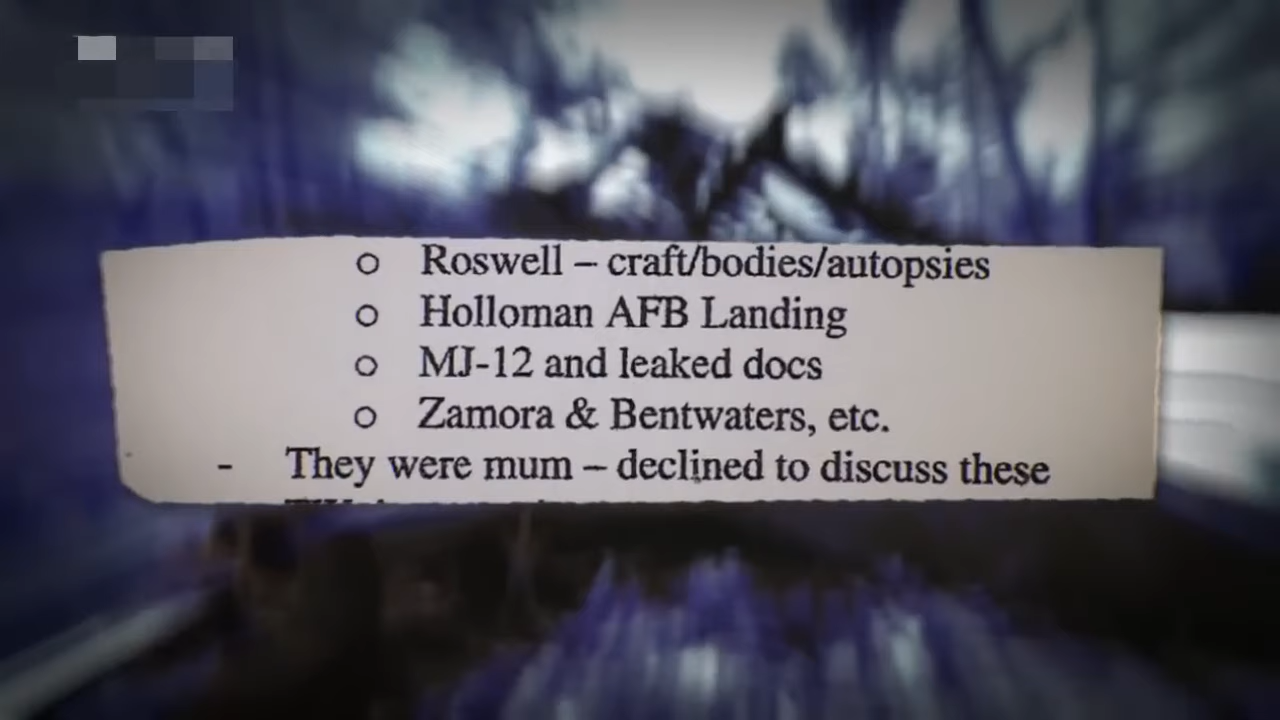 o Roswell – craft/bodies/autopsies
o Holloman AFB Landing
o MJ-12 and leaked docs
o Zamora & Bentwaters, etc.
- They were mum – declined to discuss these